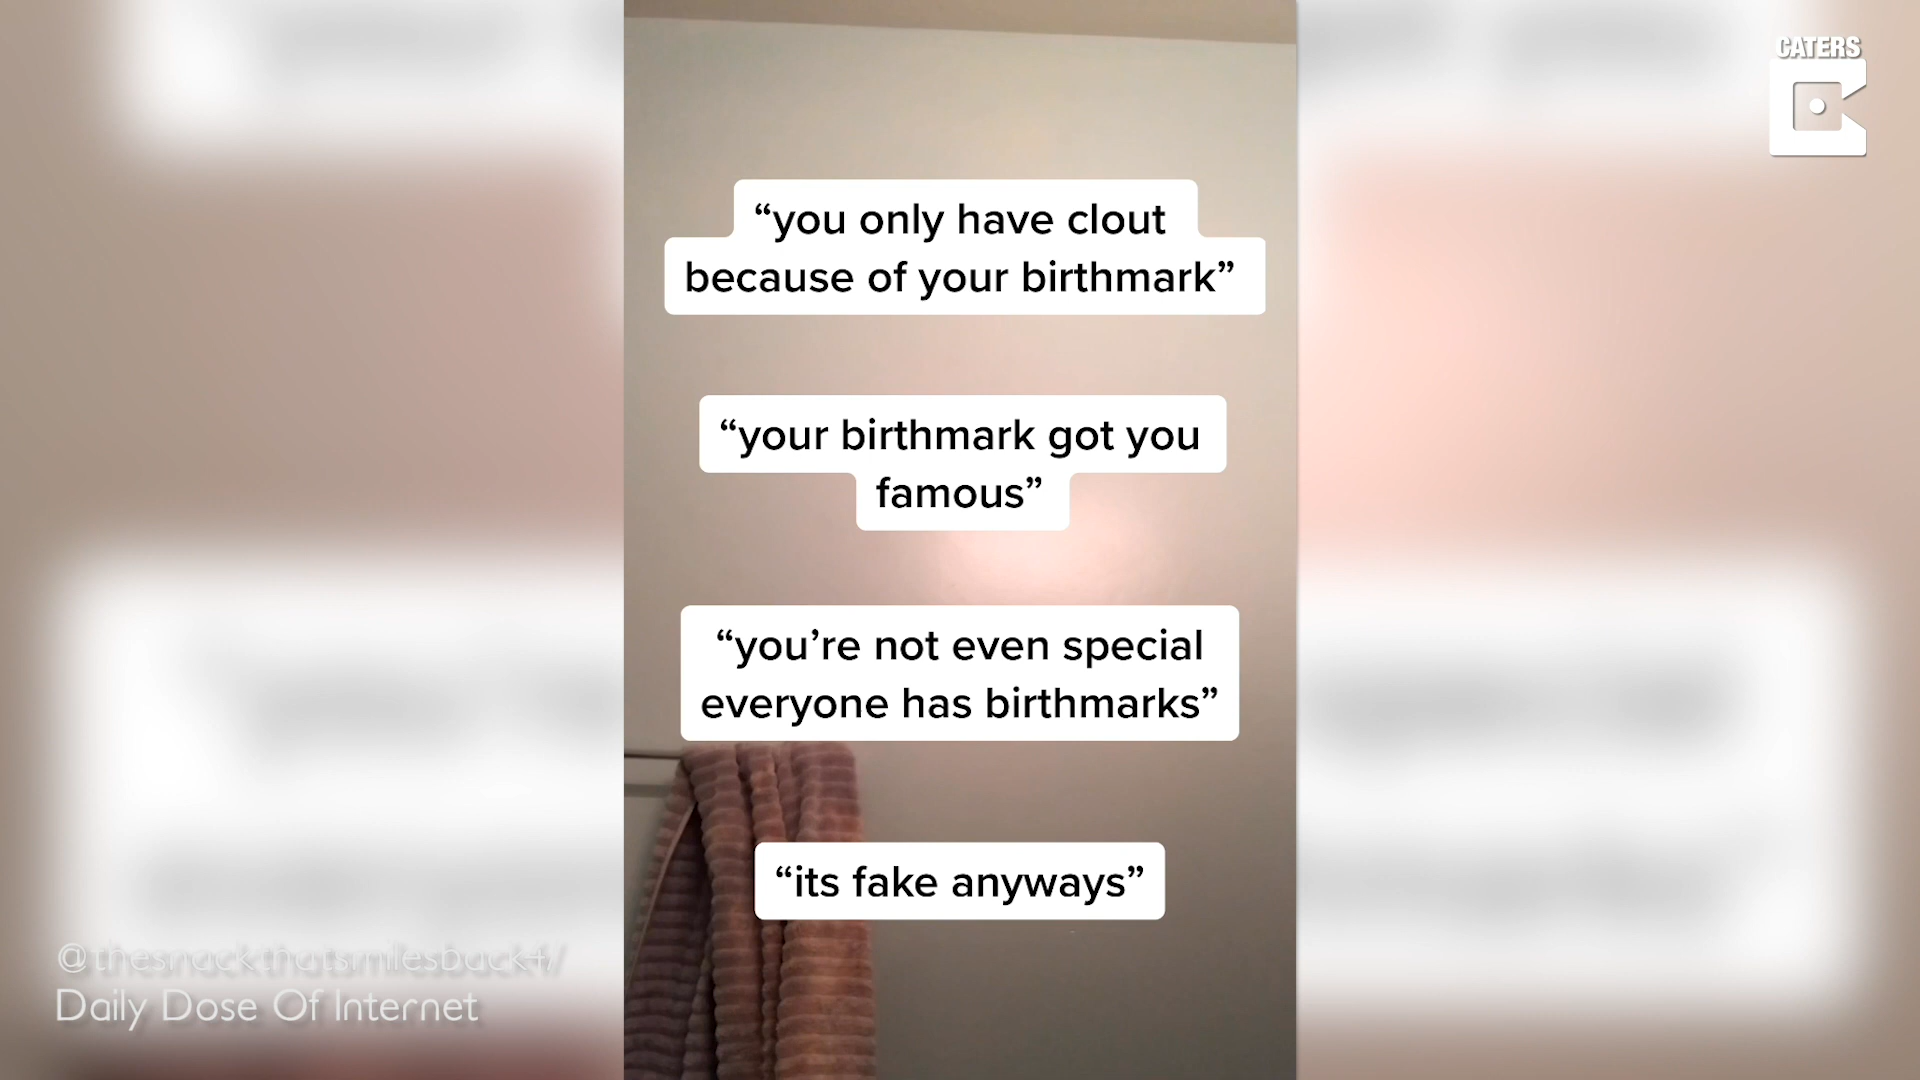 CATERS
“you only have clout
because of your birthmark”
“your birthmark got you
famous”
“you’re not even special
everyone has birthmarks”
“its fake anyways”
@thesnackthatsmilesback4/
Daily Dose Of Internet